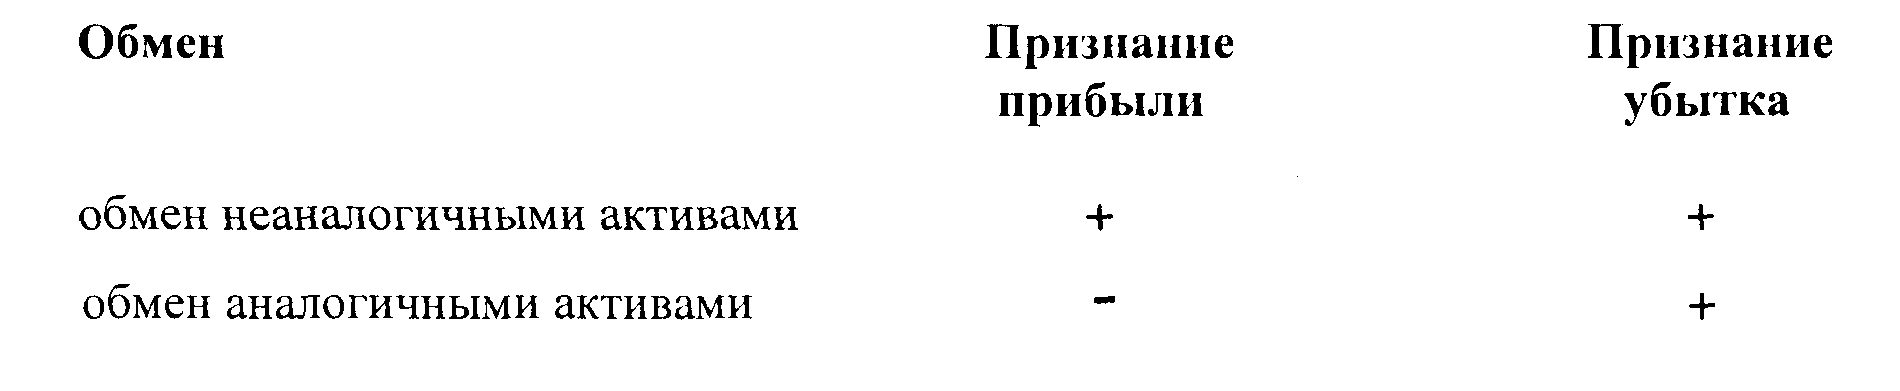 Обмен Признание Признание
прибыли убытка
обмен неаналогичными активами + +
обмен аналогичными активами - +